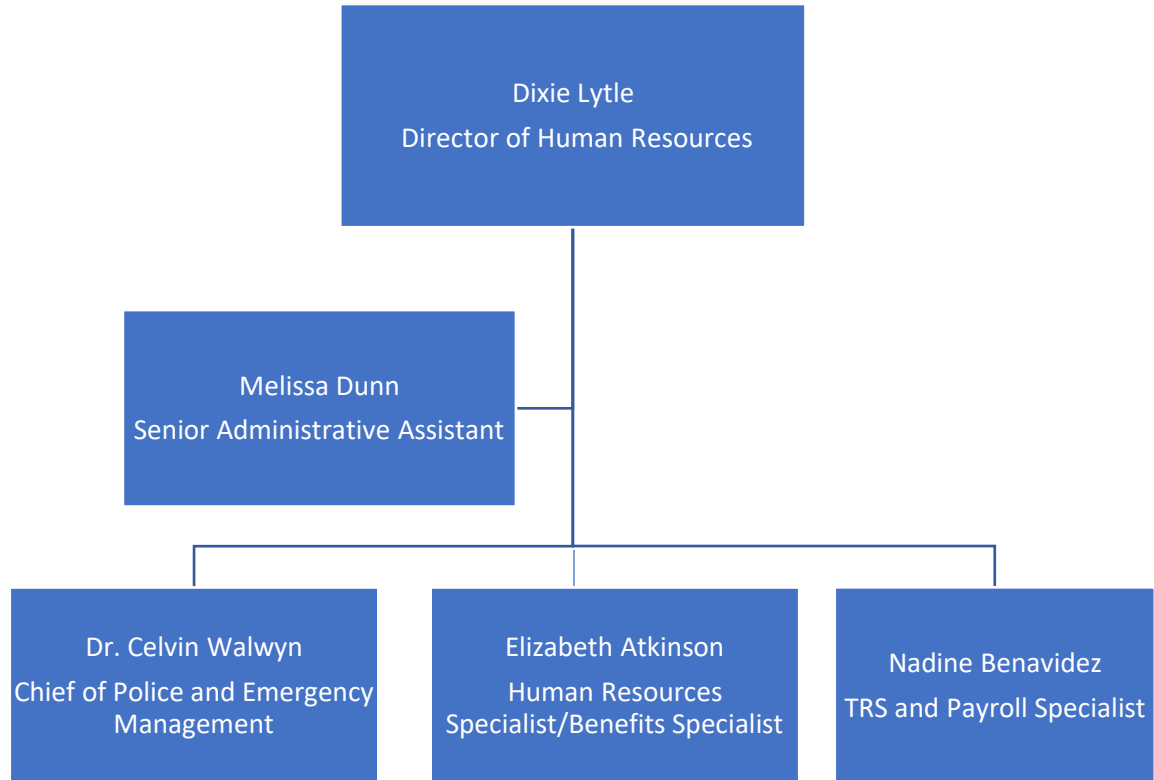 Dixie Lytle
Director of Human Resources
Melissa Dunn
Senior Administrative Assistant
Dr. Celvin Walwyn
Chief of Police and Emergency
Management
Elizabeth Atkinson
Human Resources
Specialist/Benefits Specialist
Nadine Benavidez
TRS and Payroll Specialist